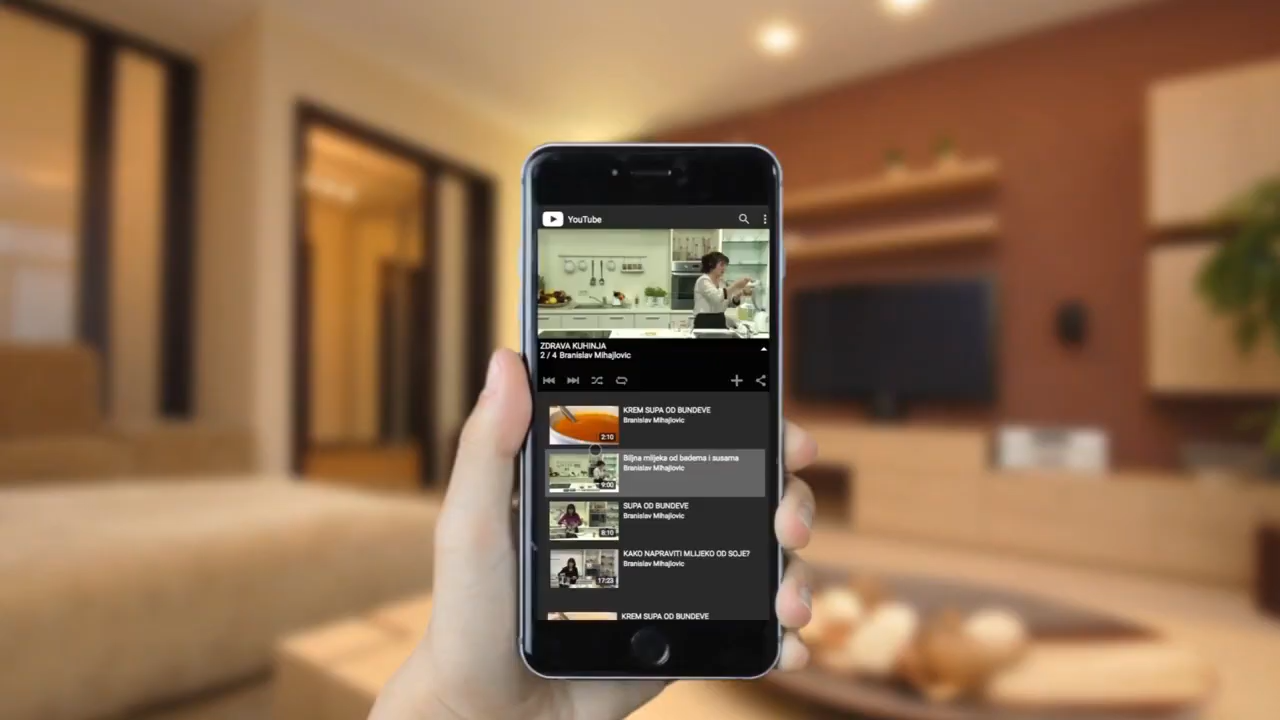 YouTube
ZDRAVA KUHINJA
2 / 4 Branislav Mihajlovic
KREM SUPA OD BUNDEVE
Branislav Mihajlovic
2:10
Biljna mlijeka od badema i susama
Branislav Mihajlovic
9:00
SUPA OD BUNDEVE
Branislav Mihajlovic
8:10
KAKO NAPRAVITI MLIJEKO OD SOJE?
Branislav Mihajlovic
17:23
KREM SUPA OD BUNDEVE